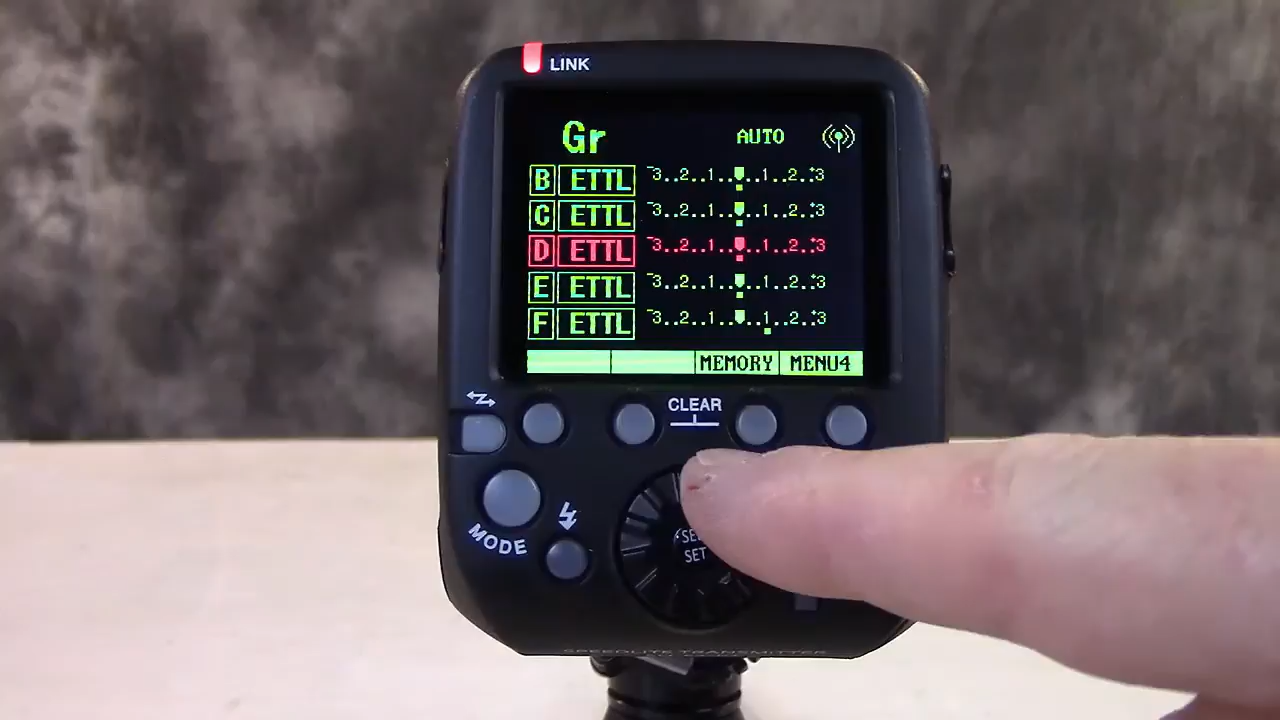 LINK
Gr AUTO
B ETTL -3..2..1..▮..1..2..+3
C ETTL -3..2..1..▮..1..2..+3
D ETTL -3..2..1..▮..1..2..+3
E ETTL -3..2..1..▮..1..2..+3
F ETTL -3..2..1..▮..1..2..+3
MEMORY MENU4
CLEAR
MODE
SET
SPEEDLITE TRANSMITTER